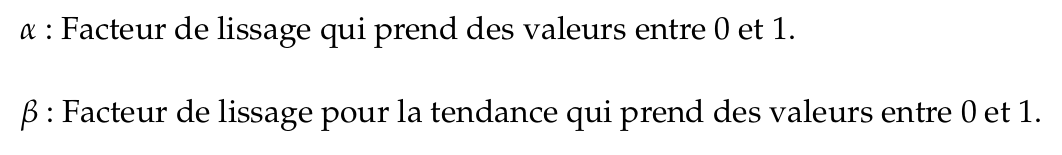 α : Facteur de lissage qui prend des valeurs entre 0 et 1.
β : Facteur de lissage pour la tendance qui prend des valeurs entre 0 et 1.